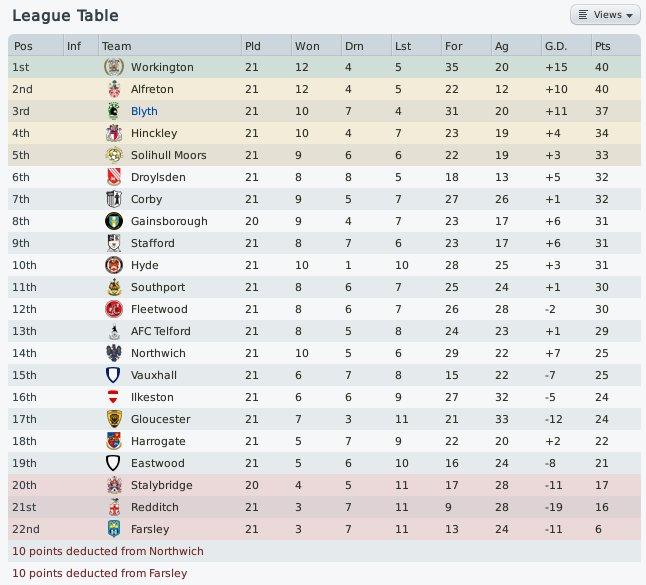 League Table
Views
Pos Inf Team Pld Won Drn Lst For Ag G.D. Pts
1st Workington 21 12 4 5 35 20 +15 40
2nd Alfreton 21 12 4 5 22 12 +10 40
3rd Blyth 21 10 7 4 31 20 +11 37
4th Hinckley 21 10 4 7 23 19 +4 34
5th Solihull Moors 21 9 6 6 22 19 +3 33
6th Droylsden 21 8 8 5 18 13 +5 32
7th Corby 21 9 5 7 27 26 +1 32
8th Gainsborough 20 9 4 7 23 17 +6 31
9th Stafford 21 8 7 6 23 17 +6 31
10th Hyde 21 10 1 10 28 25 +3 31
11th Southport 21 8 6 7 25 24 +1 30
12th Fleetwood 21 8 6 7 26 28 -2 30
13th AFC Telford 21 8 5 8 24 23 +1 29
14th Northwich 21 10 5 6 29 22 +7 25
15th Vauxhall 21 6 7 8 15 22 -7 25
16th Ilkeston 21 6 6 9 27 32 -5 24
17th Gloucester 21 7 3 11 21 33 -12 24
18th Harrogate 21 5 7 9 22 20 +2 22
19th Eastwood 21 5 6 10 16 24 -8 21
20th Stalybridge 20 4 5 11 17 28 -11 17
21st Redditch 21 3 7 11 9 28 -19 16
22nd Farsley 21 3 7 11 13 24 -11 6
10 points deducted from Northwich
10 points deducted from Farsley